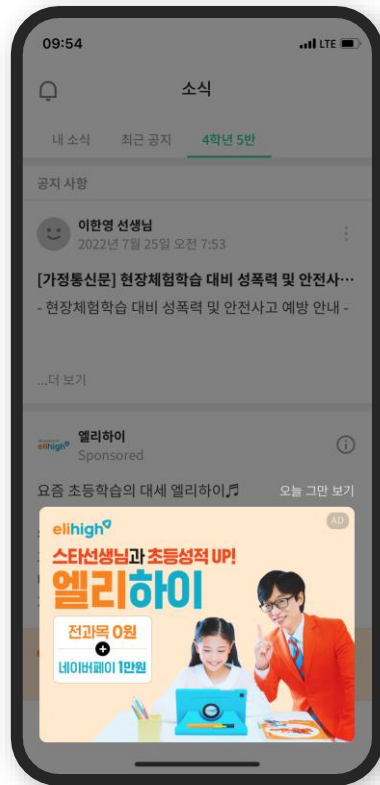 09:54
LTE
소식
내 소식
최근 공지
4학년 5반
공지 사항
이한영 선생님
2022년 7월 25일 오전 7:53
[가정통신문] 현장체험학습 대비 성폭력 및 안전사…
- 현장체험학습 대비 성폭력 및 안전사고 예방 안내 -
...더 보기
elihigh
엘리하이
Sponsored
요즘 초등학습의 대세 엘리하이🎵
오늘 그만 보기
elihigh
AD
스타선생님과 초등성적 UP!
엘리하이
전과목 0원
+
네이버페이 1만원